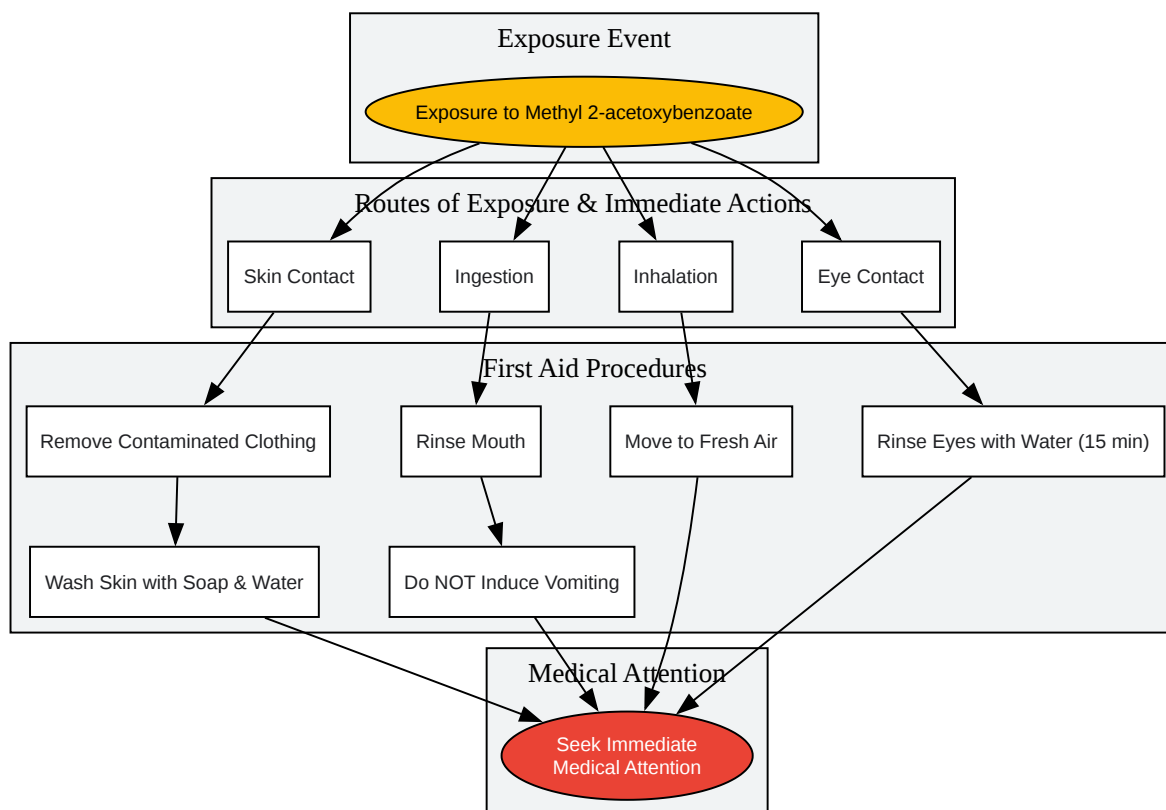 Exposure Event
Exposure to Methyl 2-acetoxybenzoate
Routes of Exposure & Immediate Actions
Skin Contact
Ingestion
Inhalation
Eye Contact
First Aid Procedures
Remove Contaminated Clothing
Rinse Mouth
Move to Fresh Air
Rinse Eyes with Water (15 min)
Wash Skin with Soap & Water
Do NOT Induce Vomiting
Medical Attention
Seek Immediate
Medical Attention